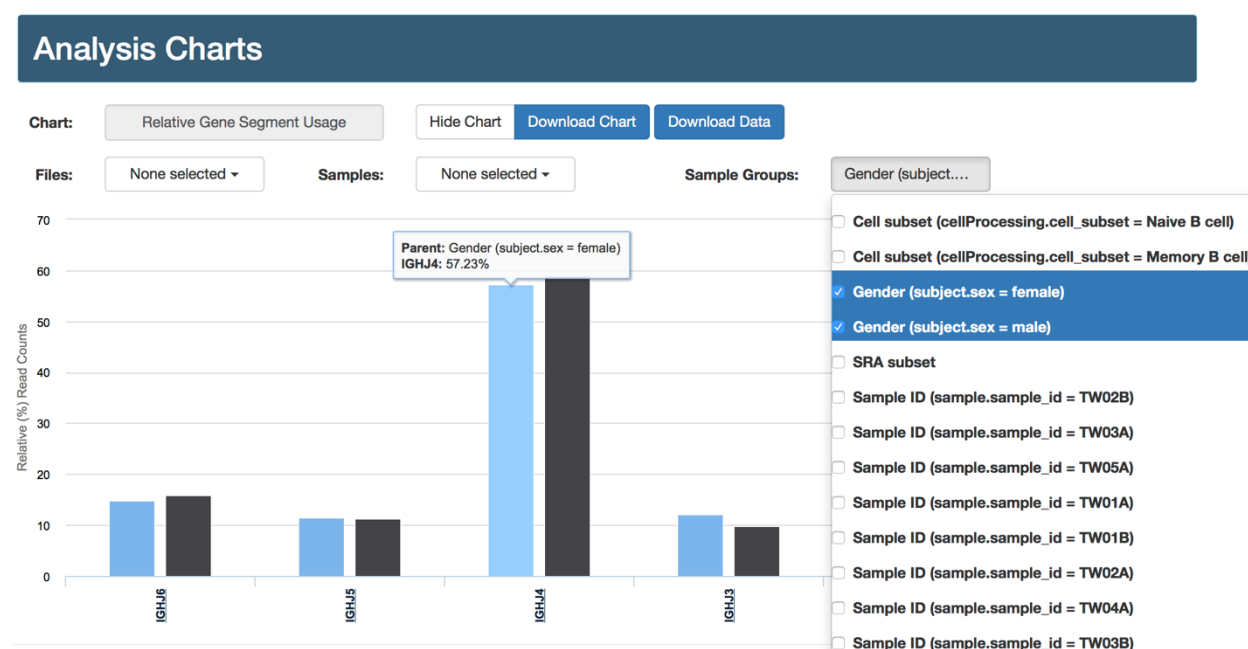 Analysis Charts
Chart: Relative Gene Segment Usage Hide Chart Download Chart Download Data
Files: None selected Samples: None selected Sample Groups: Gender (subject....
70
60
50
40
30
20
10
0
Relative (%) Read Counts
Parent: Gender (subject.sex = female)
IGHJ4: 57.23%
IGHJ6
IGHJ5
IGHJ4
IGHJ3
Cell subset (cellProcessing.cell_subset = Naive B cell)
Cell subset (cellProcessing.cell_subset = Memory B cell
Gender (subject.sex = female)
Gender (subject.sex = male)
SRA subset
Sample ID (sample.sample_id = TW02B)
Sample ID (sample.sample_id = TW03A)
Sample ID (sample.sample_id = TW05A)
Sample ID (sample.sample_id = TW01A)
Sample ID (sample.sample_id = TW01B)
Sample ID (sample.sample_id = TW02A)
Sample ID (sample.sample_id = TW04A)
Sample ID (sample.sample_id = TW03B)